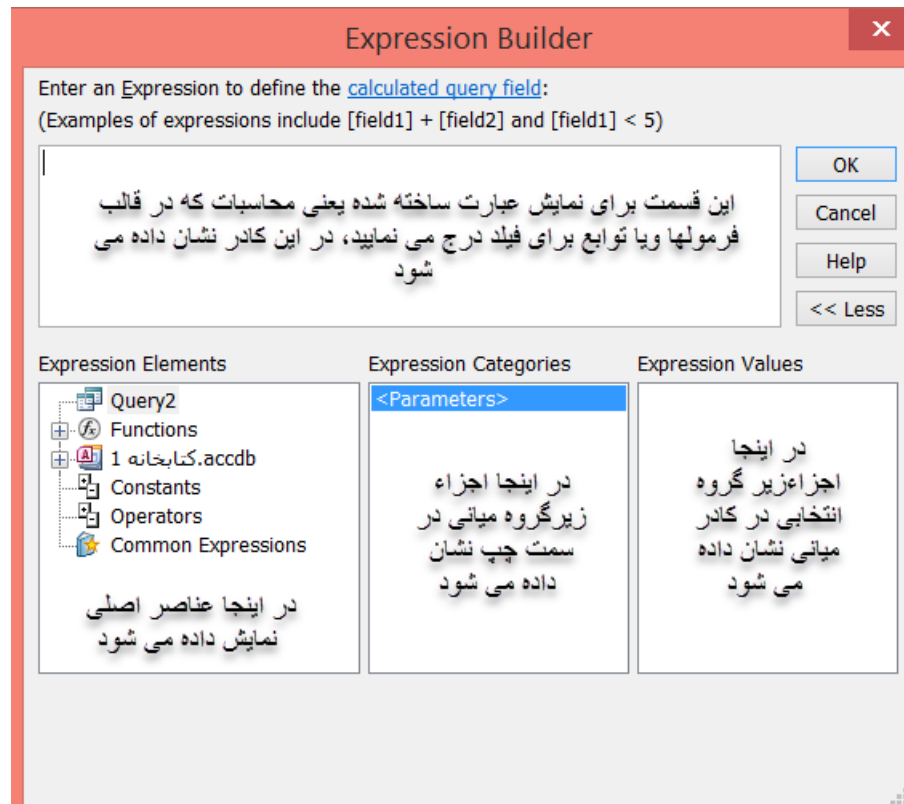 Expression Builder
Enter an Expression to define the calculated query field:
(Examples of expressions include [field1] + [field2] and [field1] < 5)
این قسمت برای نمایش عبارت ساخته شده یعنی محاسبات که در قالب
فرمولها ویا توابع برای فیلد درج می نمایید، در این کادر نشان داده می
شود
OK
Cancel
Help
<< Less
Expression Elements
Query2
Functions
کتابخانه 1.accdb
Constants
Operators
Common Expressions
در اینجا عناصر اصلی
نمایش داده می شود
Expression Categories
<Parameters>
در اینجا اجزاء
زیرگروه میانی در
سمت چپ نشان
داده می شود
Expression Values
در اینجا
اجزاءزیر گروه
انتخابی در کادر
میانی نشان داده
می شود